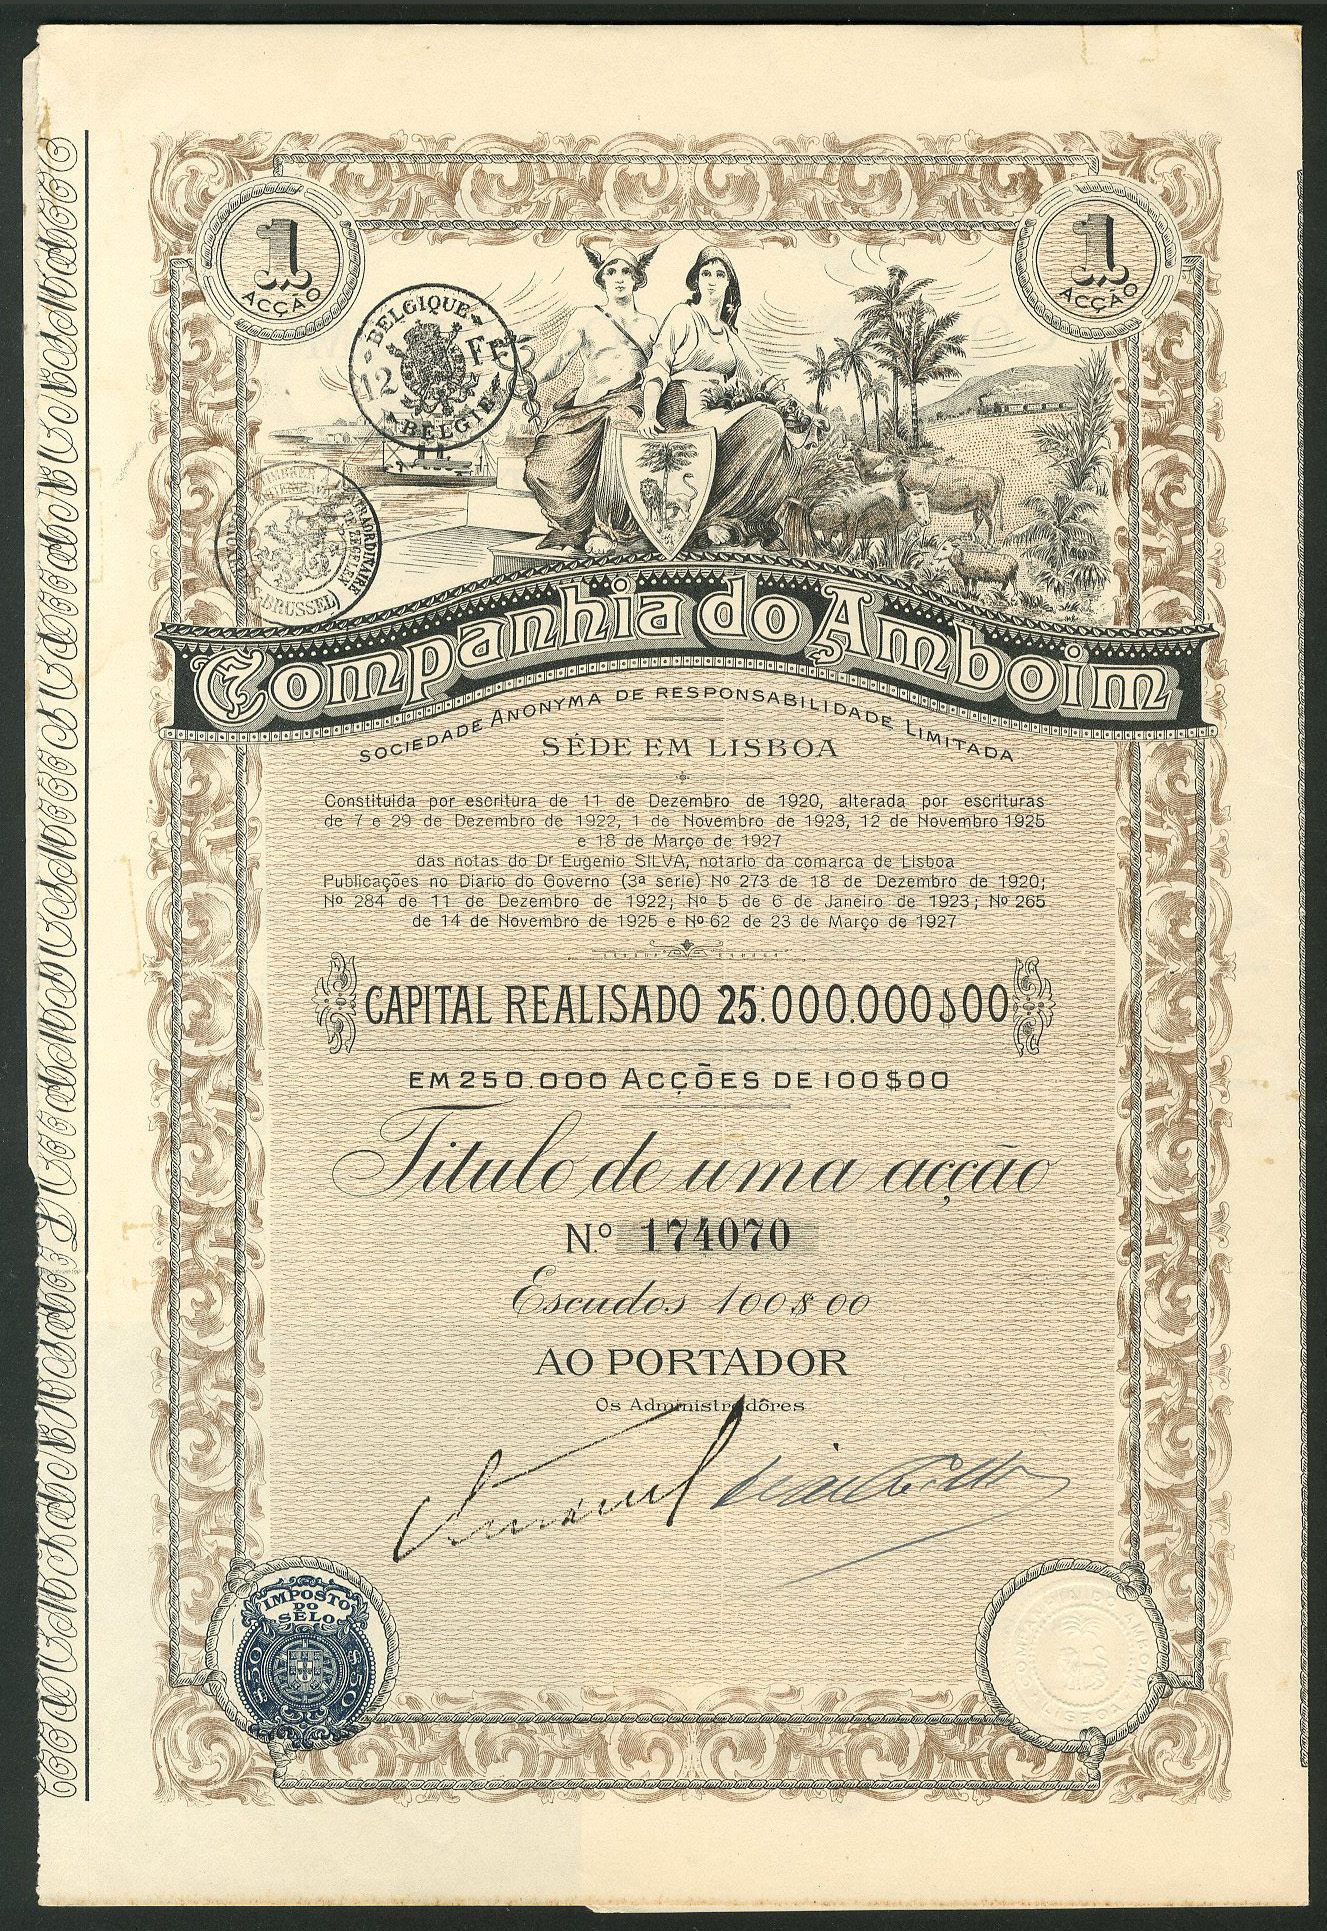 1
ACÇÃO
1
ACÇÃO
BELGIQUE
12 Fr
BELGIE
TRAORDINAIRE
BRUSSEL)
Companhia do Amboim
SOCIEDADE ANONYMA DE RESPONSABILIDADE LIMITADA
SÉDE EM LISBOA
Constituida por escritura de 11 de Dezembro de 1920, alterada por escrituras
de 7 e 29 de Dezembro de 1922, 1 de Novembro de 1923, 12 de Novembro 1925
e 18 de Março de 1927
das notas do Dr Eugenio SILVA, notario da comarca de Lisboa
Publicações no Diario do Governo (3ª serie) Nº 273 de 18 de Dezembro de 1920;
Nº 284 de 11 de Dezembro de 1922; Nº 5 de 6 de Janeiro de 1923; Nº 265
de 14 de Novembro de 1925 e Nº 62 de 23 de Março de 1927
CAPITAL REALISADO 25.000.000$00
EM 250.000 ACÇÕES DE 100$00
Titulo de uma acção
N.º 174070
Escudos 100$00
AO PORTADOR
Os Administradôres
IMPOSTO
DO
SÊLO